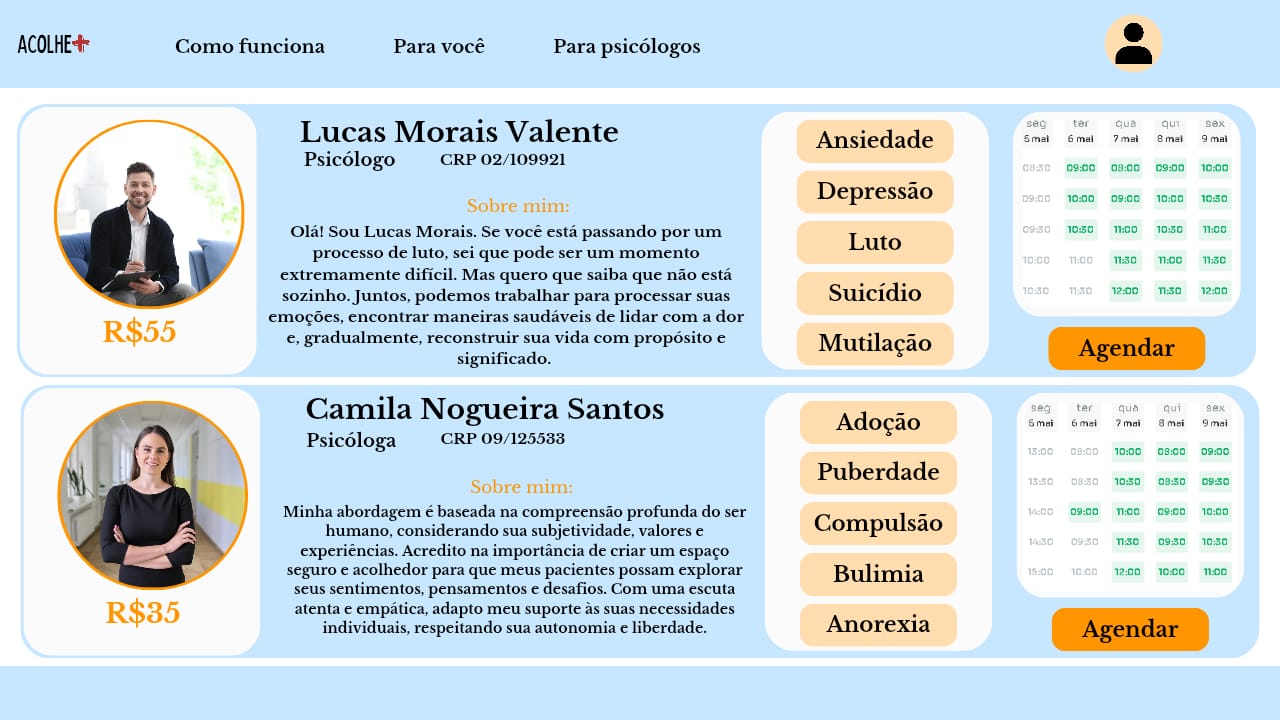 ACOLHE+
Como funciona
Para você
Para psicólogos
Lucas Morais Valente
Psicólogo
CRP 02/109921
Sobre mim:
Olá! Sou Lucas Morais. Se você está passando por um
processo de luto, sei que pode ser um momento
extremamente difícil. Mas quero que saiba que não está
sozinho. Juntos, podemos trabalhar para processar suas
emoções, encontrar maneiras saudáveis de lidar com a dor
e, gradualmente, reconstruir sua vida com propósito e
significado.
R$55
Ansiedade
Depressão
Luto
Suicídio
Mutilação
seg ter qua qui sex
5 mai 6 mai 7 mai 8 mai 9 mai
08:30 09:00 08:00 09:00 10:00
09:00 10:00 09:00 10:00 10:30
09:30 10:30 11:00 10:30 11:00
10:00 11:00 11:30 11:00 11:30
10:30 11:30 12:00 11:30 12:00
Agendar
Camila Nogueira Santos
Psicóloga
CRP 09/125533
Sobre mim:
Minha abordagem é baseada na compreensão profunda do ser
humano, considerando sua subjetividade, valores e
experiências. Acredito na importância de criar um espaço
seguro e acolhedor para que meus pacientes possam explorar
seus sentimentos, pensamentos e desafios. Com uma escuta
atenta e empática, adapto meu suporte às suas necessidades
individuais, respeitando sua autonomia e liberdade.
R$35
Adoção
Puberdade
Compulsão
Bulimia
Anorexia
seg ter qua qui sex
5 mai 6 mai 7 mai 8 mai 9 mai
13:00 08:00 10:00 08:00 09:00
13:30 08:30 10:30 08:30 09:30
14:00 09:00 11:00 09:00 10:00
14:30 09:30 11:30 09:30 10:30
15:00 10:00 12:00 10:00 11:00
Agendar